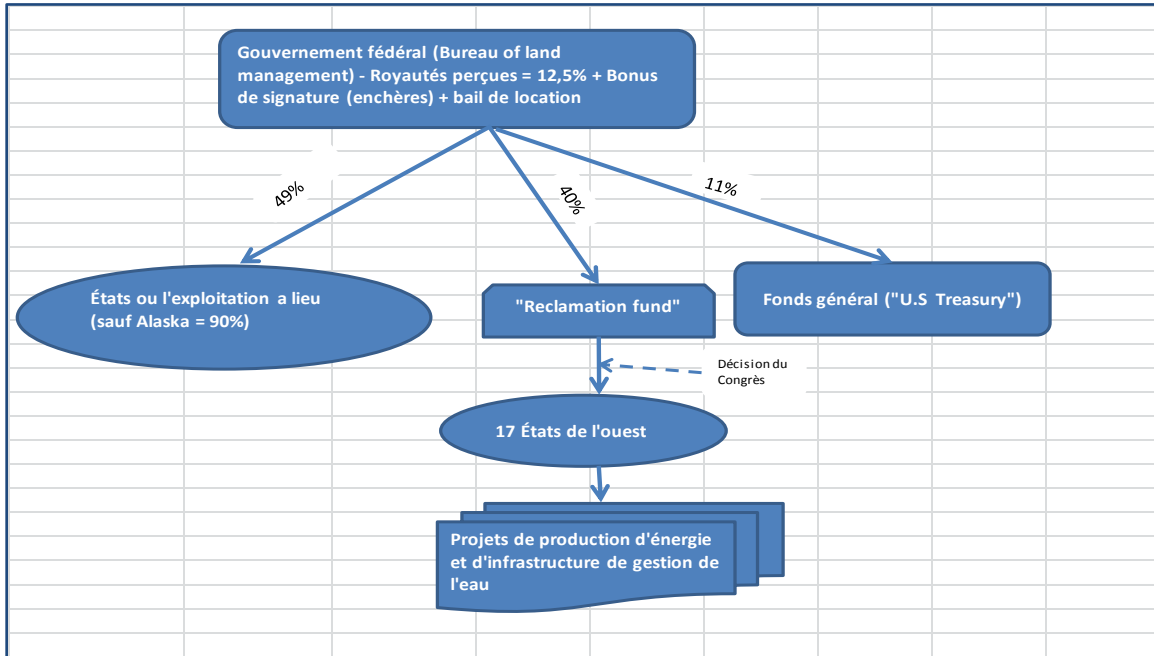 Gouvernement fédéral (Bureau of land
management) - Royautés perçues = 12,5% + Bonus
de signature (enchères) + bail de location
49%
40%
11%
États ou l'exploitation a lieu
(sauf Alaska = 90%)
"Reclamation fund"
Fonds général ("U.S Treasury")
Décision du
Congrès
17 États de l'ouest
Projets de production d'énergie
et d'infrastructure de gestion de
l'eau